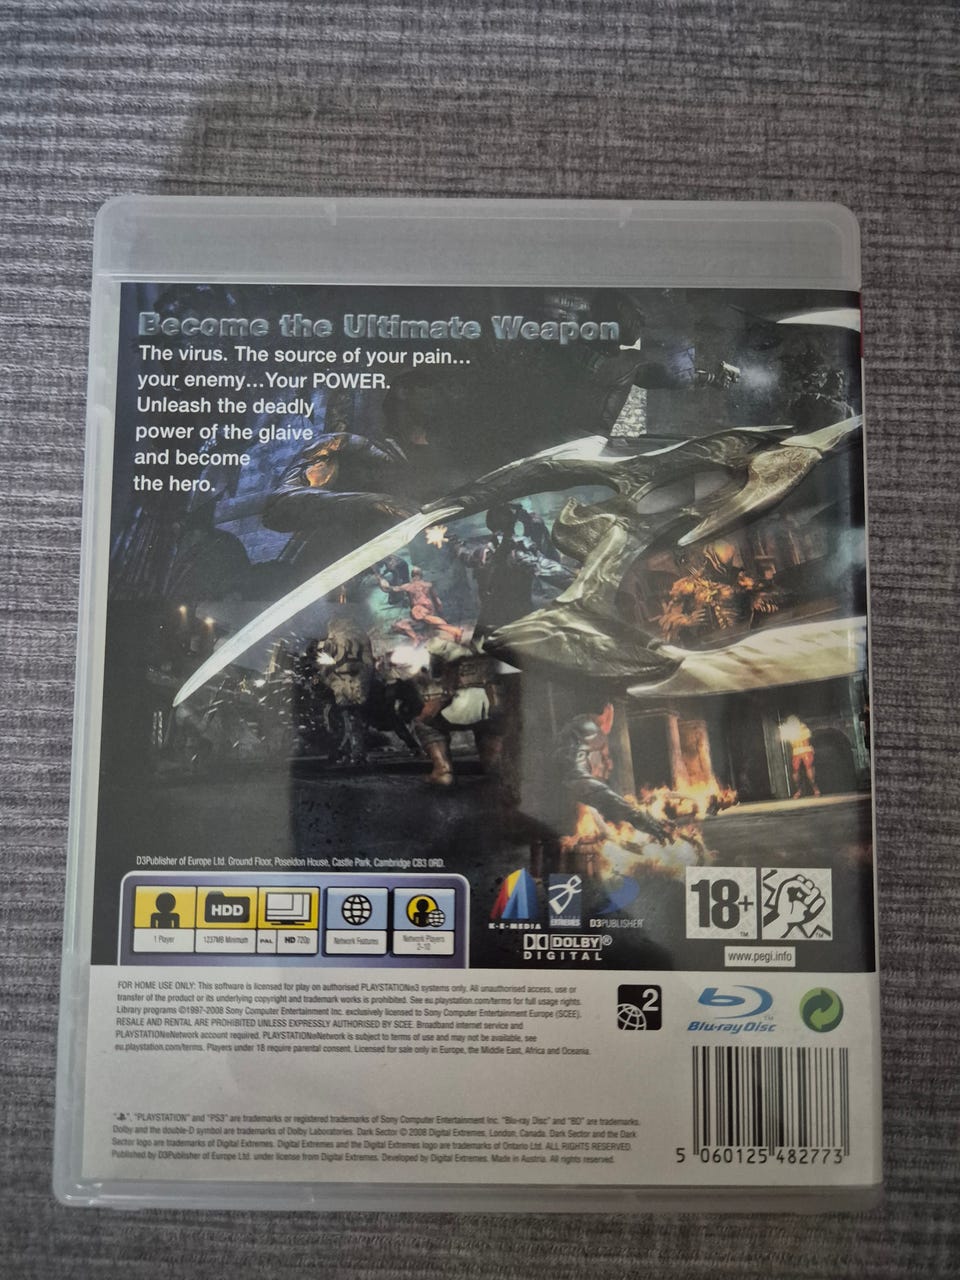 Become the Ultimate Weapon
The virus. The source of your pain...
your enemy...Your POWER.
Unleash the deadly
power of the glaive
and become
the hero.
D3Publisher of Europe Ltd. Ground Floor, Poseidon House, Castle Park, Cambridge CB3 0RD.
HDD
1 Player
1237MB Minimum
PAL
HD 720p
Network Features
Network Players
2-10
K-E-MEDIA
DIGITAL
EXTREMES
D3PUBLISHER
DOLBY®
DIGITAL
18+
™
™
www.pegi.info
FOR HOME USE ONLY: This software is licensed for play on authorised PLAYSTATION®3 systems only. All unauthorised access, use or
transfer of the product or its underlying copyright and trademark works is prohibited. See eu.playstation.com/terms for full usage rights.
Library programs ©1997-2008 Sony Computer Entertainment Inc. exclusively licensed to Sony Computer Entertainment Europe (SCEE).
RESALE AND RENTAL ARE PROHIBITED UNLESS EXPRESSLY AUTHORISED BY SCEE. Broadband internet service and
PLAYSTATION®Network account required. PLAYSTATION®Network is subject to terms of use and may not be available, see
eu.playstation.com/terms. Players under 18 require parental consent. Licensed for sale only in Europe, the Middle East, Africa and Oceania.
2
Blu-ray Disc™
"PLAYSTATION" and "PS3" are trademarks or registered trademarks of Sony Computer Entertainment Inc. "Blu-ray Disc" and "BD" are trademarks.
Dolby and the double-D symbol are trademarks of Dolby Laboratories. Dark Sector © 2008 Digital Extremes, London, Canada. Dark Sector and the Dark
Sector logo are trademarks of Digital Extremes. Digital Extremes and the Digital Extremes logo are trademarks of Ontario Ltd. ALL RIGHTS RESERVED.
Published by D3Publisher of Europe Ltd. under license from Digital Extremes. Developed by Digital Extremes. Made in Austria. All rights reserved.
5 060125 482773